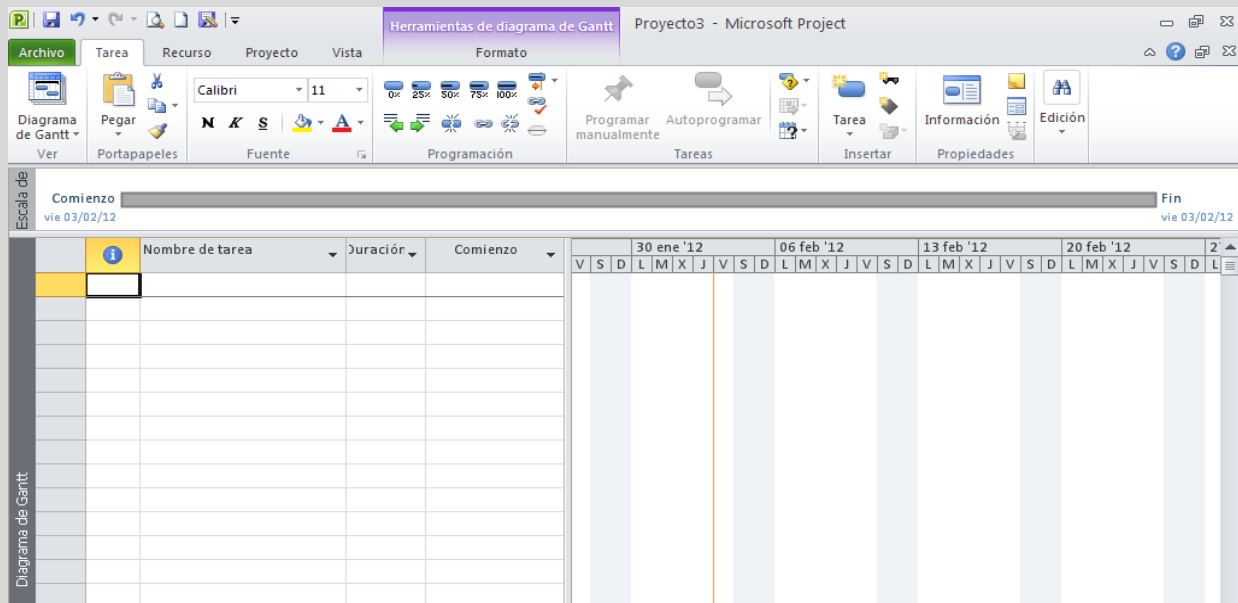 Herramientas de diagrama de Gantt
Proyecto3 - Microsoft Project
Archivo Tarea Recurso Proyecto Vista Formato
Calibri 11
0% 25% 50% 75% 100%
Diagrama de Gantt
Pegar
N K S A
Programar manualmente
Autoprogramar
Tarea
Información
Edición
Ver Portapapeles Fuente Programación Tareas Insertar Propiedades
Escala de
Comienzo
vie 03/02/12
Fin
vie 03/02/12
Nombre de tarea Duración Comienzo
30 ene '12 06 feb '12 13 feb '12 20 feb '12 2
V S D L M X J V S D L M X J V S D L M X J V S D L M X J V S D L
Diagrama de Gantt